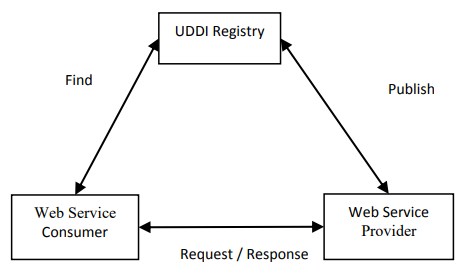 UDDI Registry
Find
Publish
Web Service
Consumer
Web Service
Provider
Request / Response